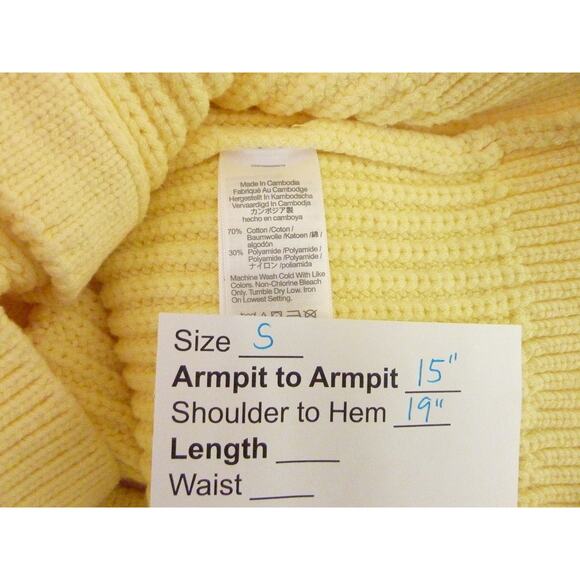 Made In Cambodia
Fabriqué Au Cambodge
Hergestellt In Kambodscha
Vervaardigd In Cambodja
カンボジア製
hecho en camboya
70% Cotton /Coton /
Baumwolle /Katoen /綿 /
algodón
30% Polyamide /Polyamide /
Polyamide /Polyamide /
ナイロン /poliamida
Machine Wash Cold With Like
Colors. Non-Chlorine Bleach
Only. Tumble Dry Low. Iron
On Lowest Setting.
Size S
Armpit to Armpit 15"
Shoulder to Hem 19"
Length
Waist